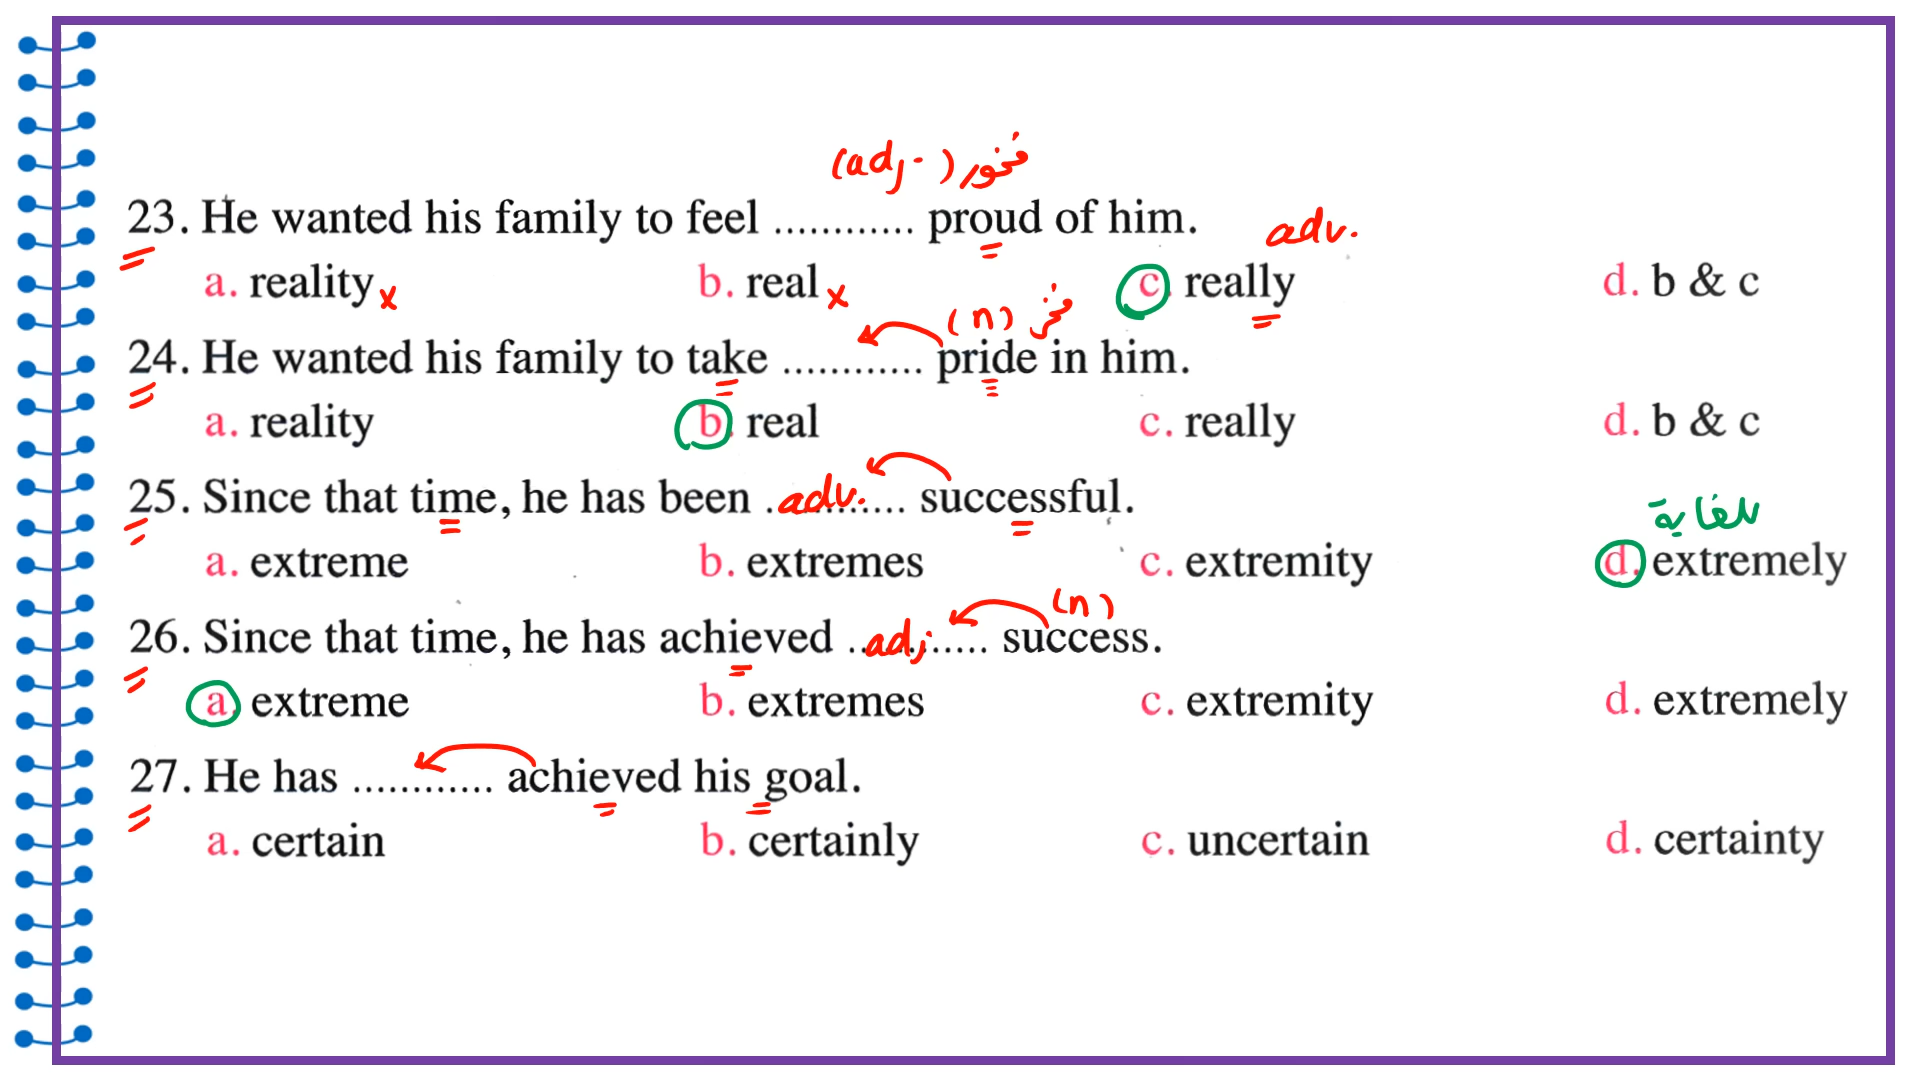 (adj.) فخور
23. He wanted his family to feel ............ proud of him.
adv.
a. reality x b. real x c. really d. b & c
(n) فخر
24. He wanted his family to take ............ pride in him.
a. reality b. real c. really d. b & c
25. Since that time, he has been adv. successful.
للغاية
a. extreme b. extremes c. extremity d. extremely
(n)
26. Since that time, he has achieved adj. success.
a. extreme b. extremes c. extremity d. extremely
27. He has ............ achieved his goal.
a. certain b. certainly c. uncertain d. certainty